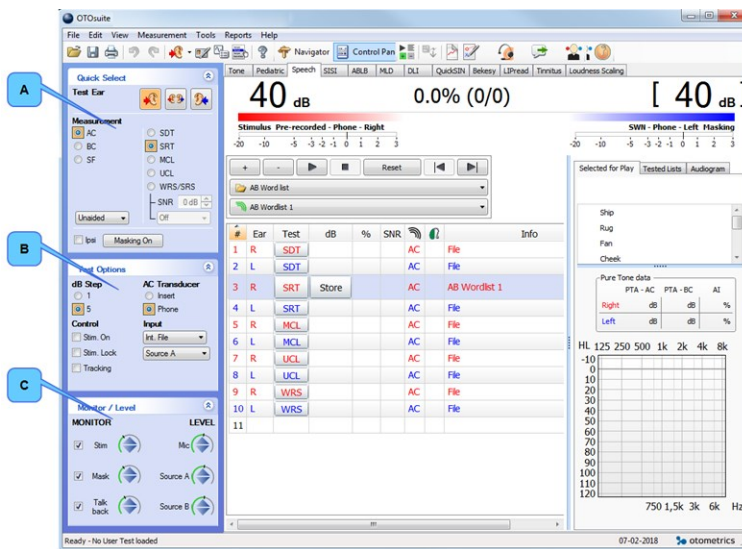 OTOsuite
File Edit View Measurement Tools Reports Help
Navigator Control Pan
A
B
C
Quick Select
Test Ear
Measurement
AC
BC
SF
SDT
SRT
MCL
UCL
WRS/SRS
SNR 0 dB
Unaided
Off
Ipsi Masking On
Test Options
dB Step
1
5
AC Transducer
Insert
Phone
Control
Stim. On
Stim. Lock
Tracking
Input
Int. File
Source A
Monitor / Level
MONITOR LEVEL
Stim Mic
Mask Source A
Talk back Source B
Tone Pediatric Speech SISI ABLB MLD DLI QuickSIN Bekesy LIPread Tinnitus Loudness Scaling
40 dB 0.0% (0/0) [ 40 dB ]
Stimulus Pre-recorded - Phone - Right SWN - Phone - Left Masking
-20 -10 -5 -3 -2 -1 0 1 2 3 -20 -10 -5 -3 -2 -1 0 1 2 3
+ - Reset
AB Word list
AB Wordlist 1
# Ear Test dB % SNR Info
1 R SDT AC File
2 L SDT AC File
3 R SRT Store AC AB Wordlist 1
4 L SRT AC File
5 R MCL AC File
6 L MCL AC File
7 R UCL AC File
8 L UCL AC File
9 R WRS AC File
10 L WRS AC File
11
Selected for Play Tested Lists Audiogram
Ship
Rug
Fan
Cheek
Pure Tone data
PTA - AC PTA - BC AI
Right dB dB %
Left dB dB %
HL 125 250 500 1k 2k 4k 8k
-10
0
10
20
30
40
50
60
70
80
90
100
110
120
750 1,5k 3k 6k Hz
Ready - No User Test loaded 07-02-2018 otometrics